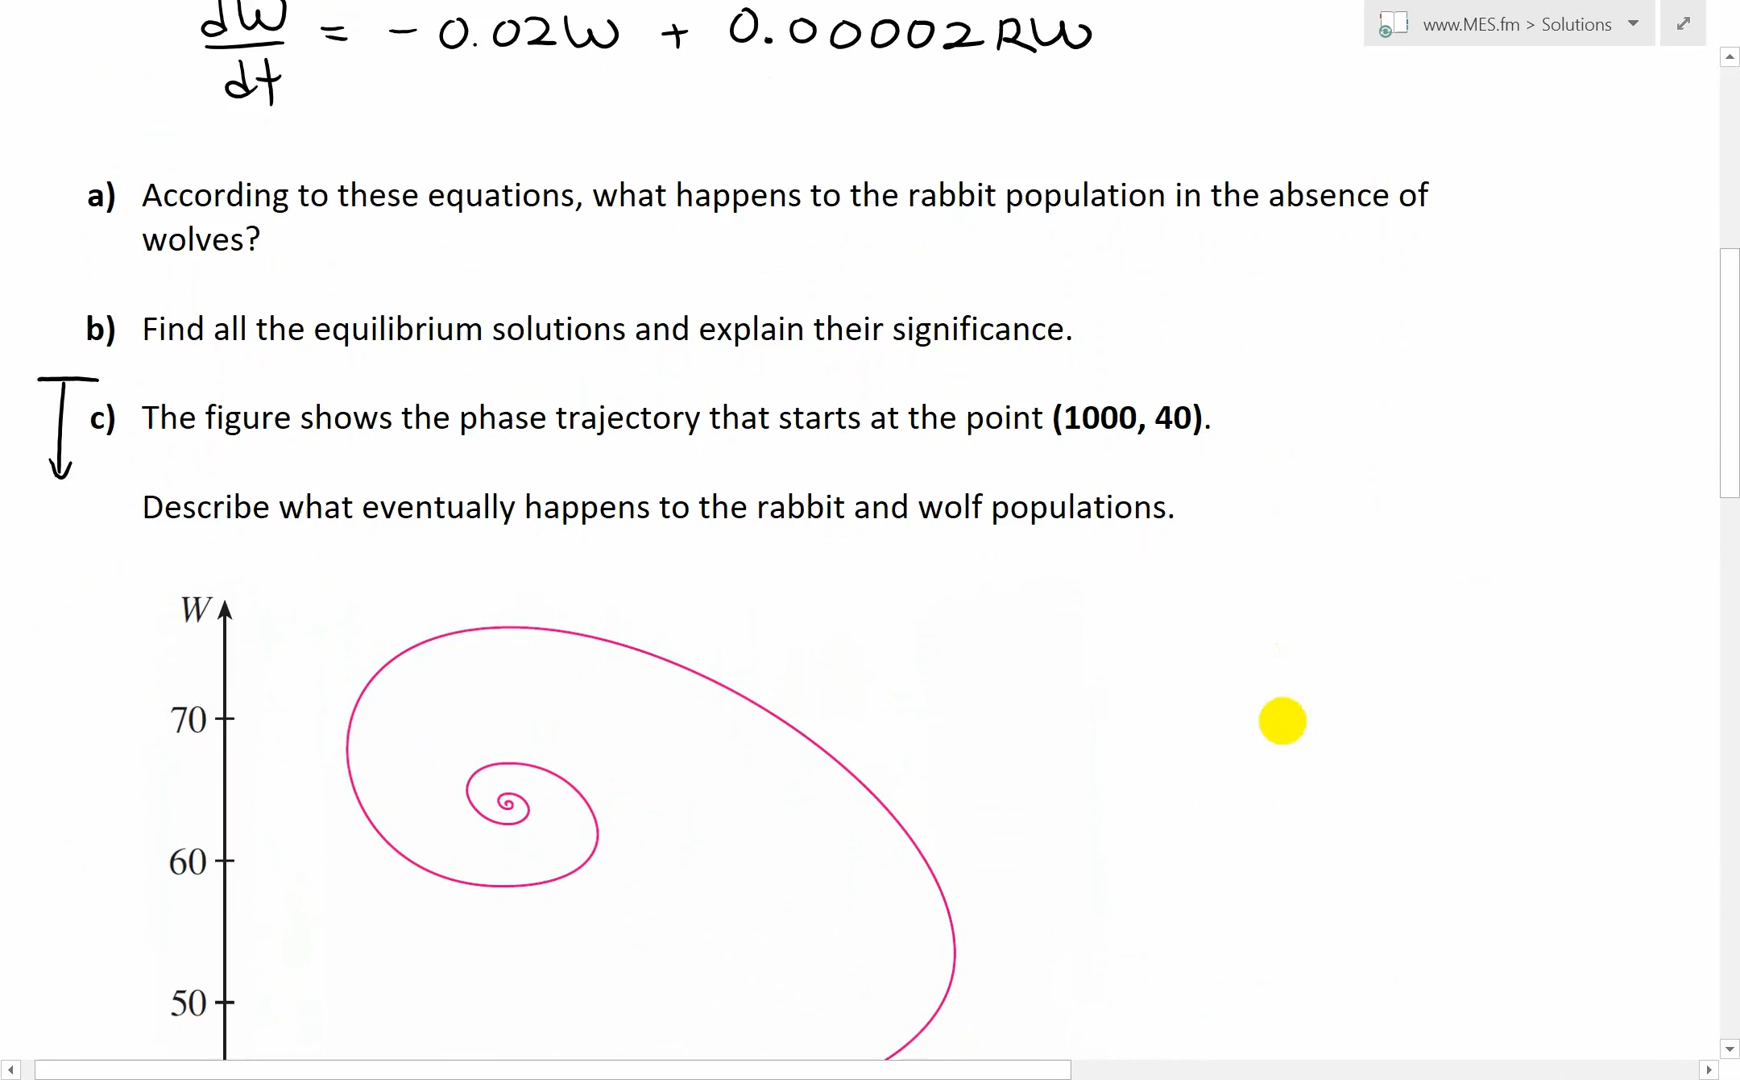 dW/dt = - 0.02W + 0.00002RW
www.MES.fm > Solutions
a) According to these equations, what happens to the rabbit population in the absence of
wolves?
b) Find all the equilibrium solutions and explain their significance.
c) The figure shows the phase trajectory that starts at the point (1000, 40).
Describe what eventually happens to the rabbit and wolf populations.
W
70
60
50